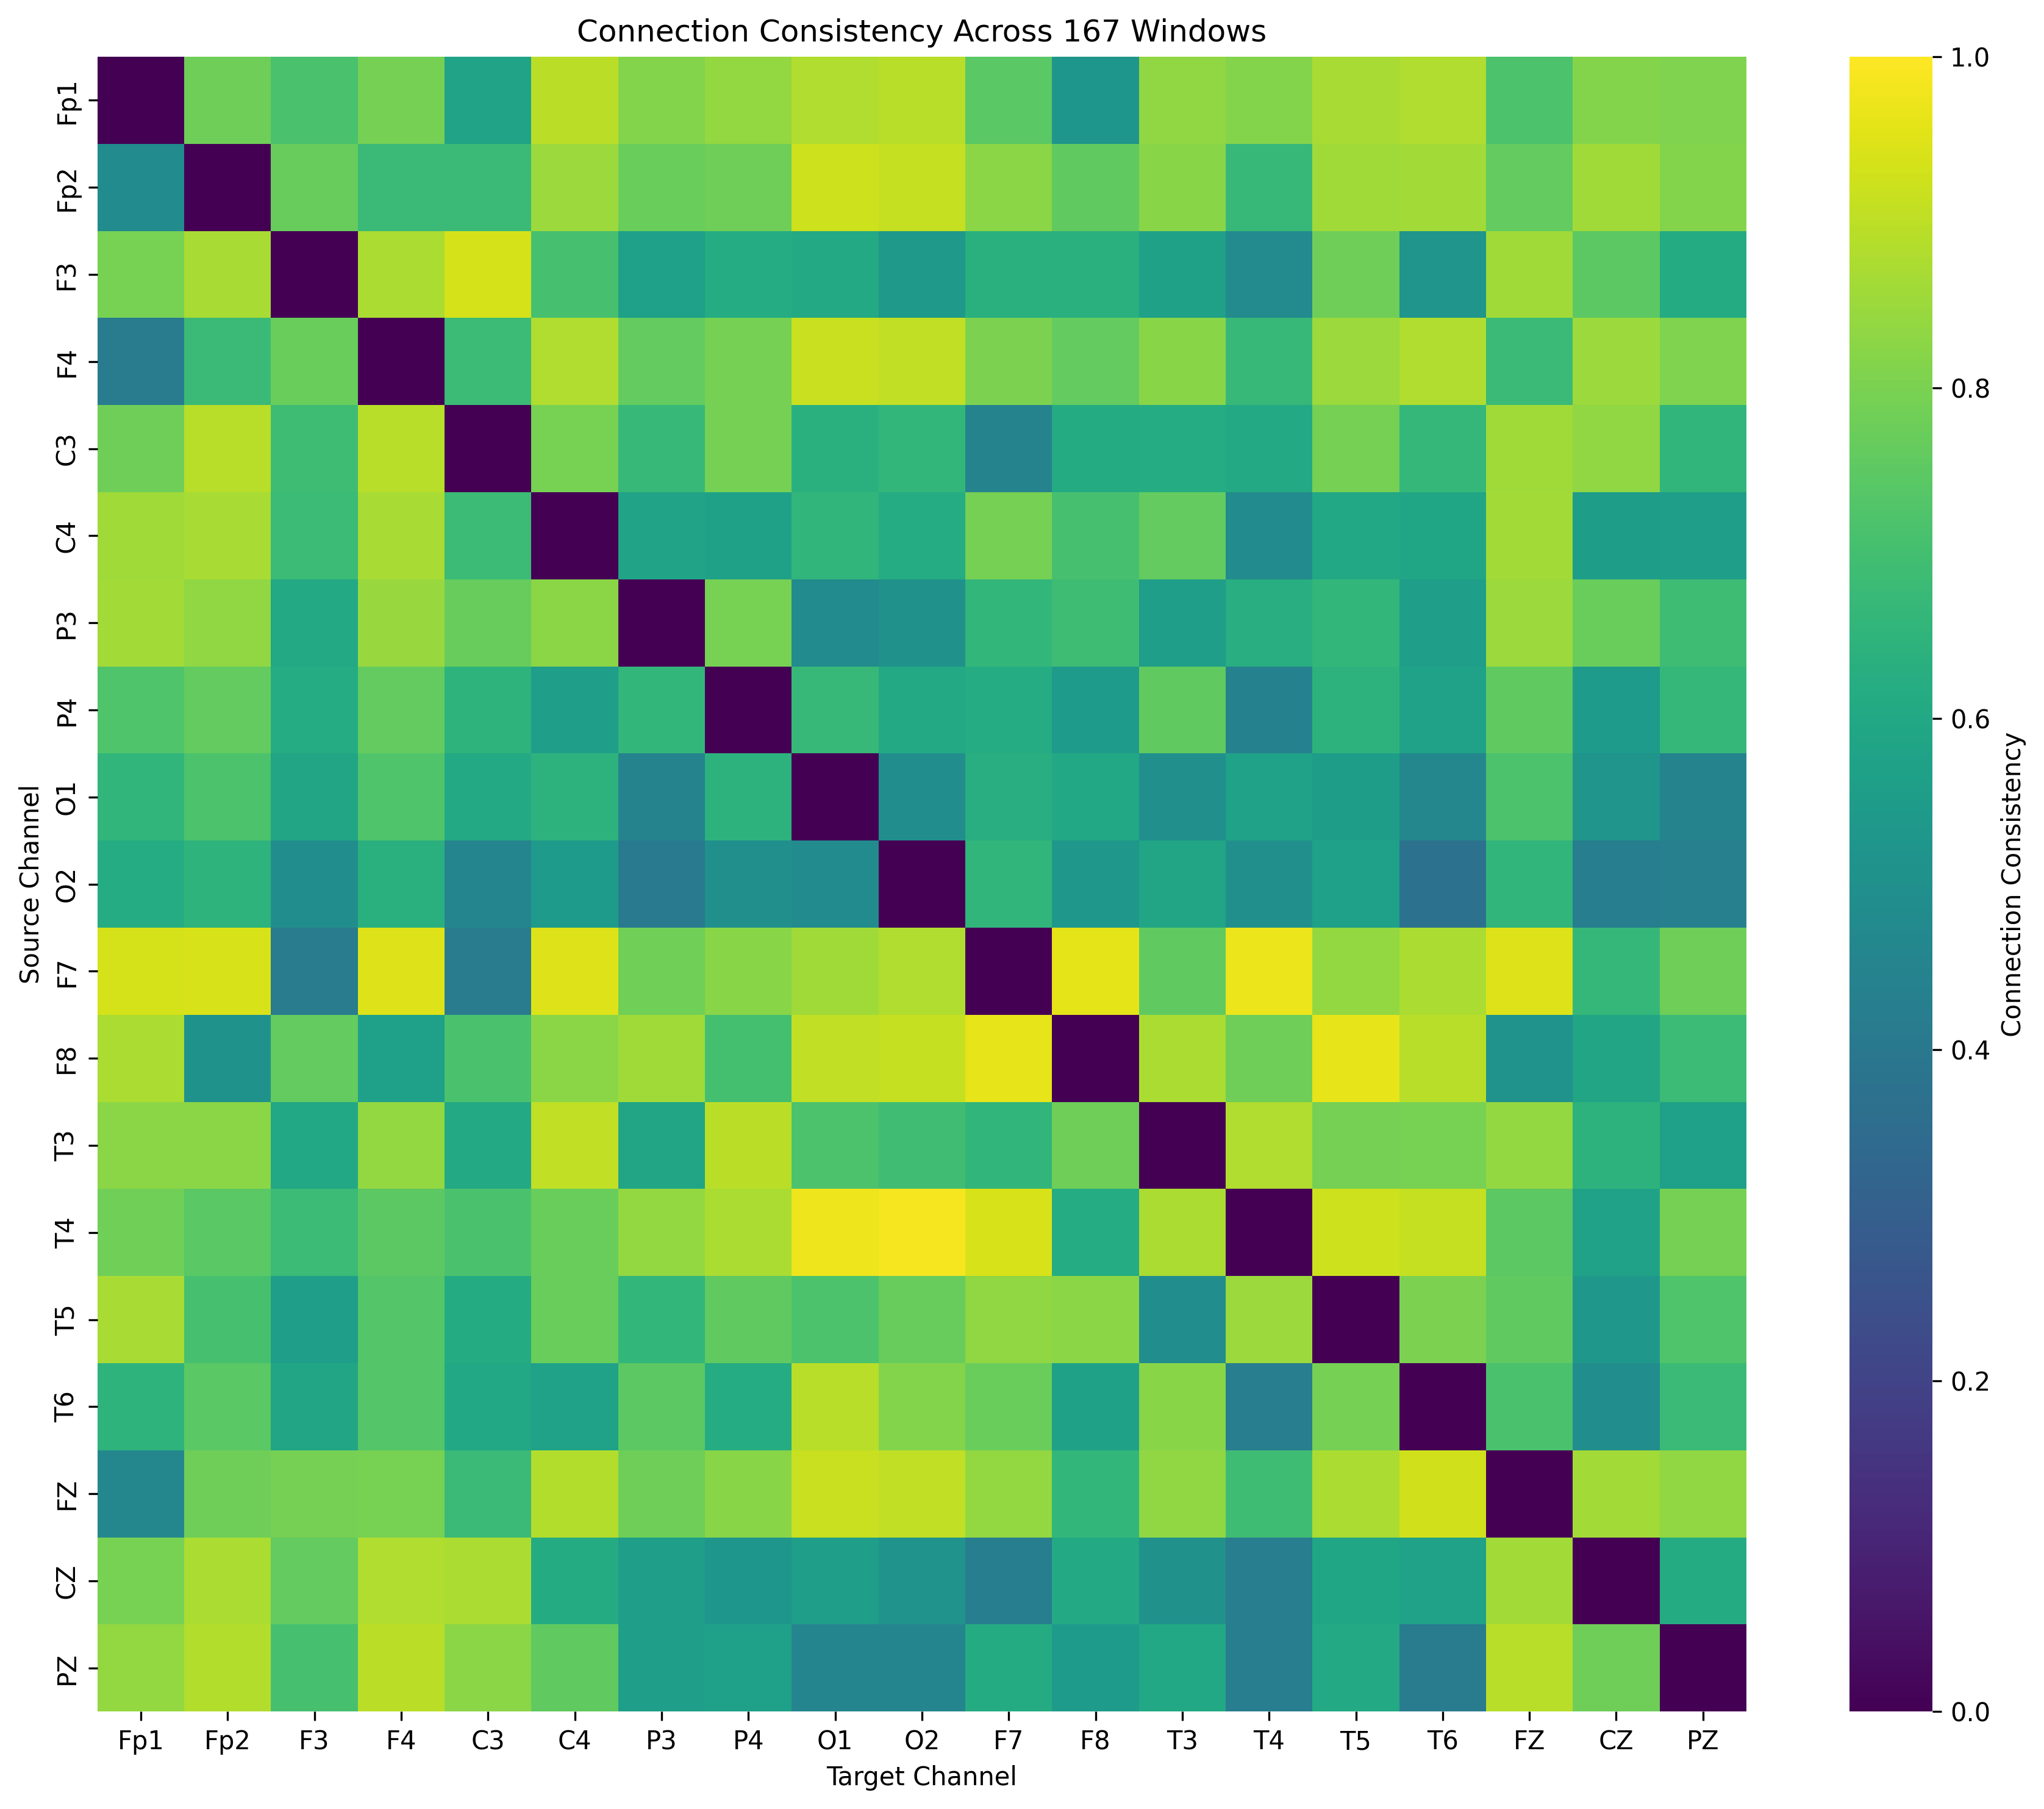 Connection Consistency Across 167 Windows
Source Channel
Fp1
Fp2
F3
F4
C3
C4
P3
P4
O1
O2
F7
F8
T3
T4
T5
T6
FZ
CZ
PZ
Fp1 Fp2 F3 F4 C3 C4 P3 P4 O1 O2 F7 F8 T3 T4 T5 T6 FZ CZ PZ
Target Channel
1.0
0.8
0.6
0.4
0.2
0.0
Connection Consistency